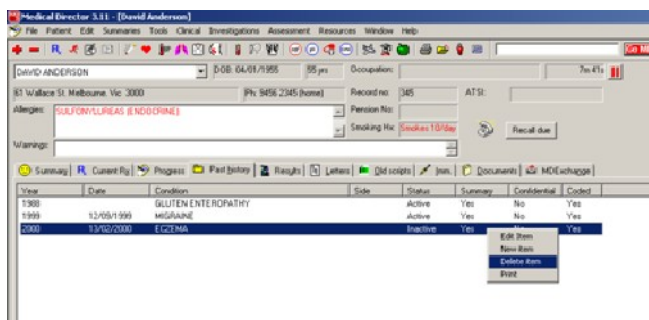 Medical Director 3.11 - [David Anderson]
File Patient Edit Summaries Tools Clinical Investigations Assessment Resources Window Help
DAVID ANDERSON D.O.B: 04/01/1955 55 yrs Occupation: 7m 41s
61 Wallace St. Melbourne. Vic 3000 Ph: 9456 2345 (home) Record no: 345 ATSI:
Allergies: SULFONYLUREAS (ENDOCRINE) Pension No:
Smoking Hx: Smokes 10/day Recall due
Warnings:
Summary Current Rx Progress Past history Results Letters Old scripts Imm. Documents MDExchange
Year Date Condition Side Status Summary Confidential Coded
1988 GLUTEN ENTEROPATHY Active Yes No Yes
1999 12/09/1999 MIGRAINE Active Yes No Yes
2000 13/02/2000 ECZEMA Inactive Yes No Yes
Edit Item
New Item
Delete Item
Print